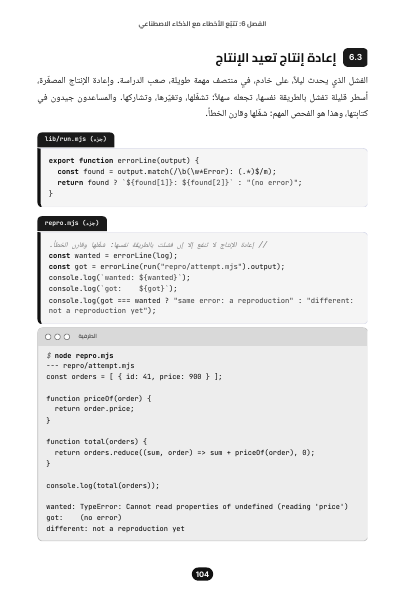 الفصل 6: تتبّع الأخطاء مع الذكاء الاصطناعي
6.3 إعادة إنتاج تعيد الإنتاج
الفشل الذي يحدث ليلاً، على خادم، في منتصف مهمة طويلة، صعب الدراسة. وإعادة الإنتاج المصغّرة،
أسطر قليلة تفشل بالطريقة نفسها، تجعله سهلاً: تشغّلها، وتغيّرها، وتشاركها. والمساعدون جيدون في
كتابتها، وهذا هو الفحص المهم: شغّلها وقارن الخطأ.
lib/run.mjs (جزء)
export function errorLine(output) {
  const found = output.match(/\b(\w*Error): (.*)$/m);
  return found ? `${found[1]}: ${found[2]}` : "(no error)";
}
repro.mjs (جزء)
// إعادة الإنتاج لا تنفع إلا إن فشلت بالطريقة نفسها: شغّلها وقارن الخطأ.
const wanted = errorLine(log);
const got = errorLine(run("repro/attempt.mjs").output);
console.log(`wanted: ${wanted}`);
console.log(`got:    ${got}`);
console.log(got === wanted ? "same error: a reproduction" : "different:
not a reproduction yet");
الطرفية
$ node repro.mjs
--- repro/attempt.mjs
const orders = [ { id: 41, price: 900 } ];
function priceOf(order) {
  return order.price;
}
function total(orders) {
  return orders.reduce((sum, order) => sum + priceOf(order), 0);
}
console.log(total(orders));
wanted: TypeError: Cannot read properties of undefined (reading 'price')
got:    (no error)
different: not a reproduction yet
104